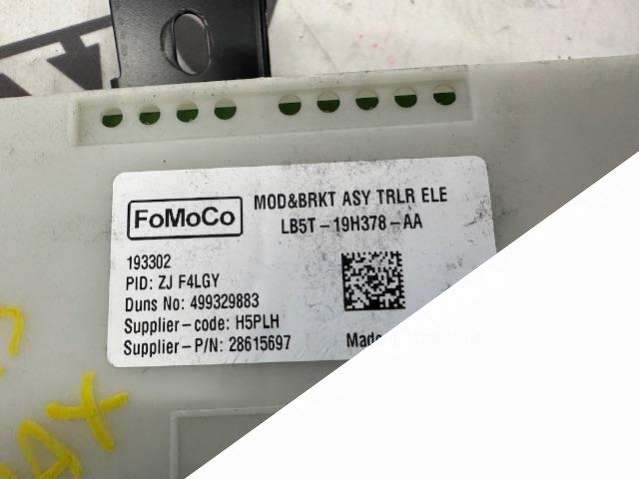 FoMoCo
MOD&BRKT ASY TRLR ELE
LB5T-19H378-AA
193302
PID: ZJ F4LGY
Duns No: 499329883
Supplier-code: H5PLH
Supplier-P/N: 28615697
Made